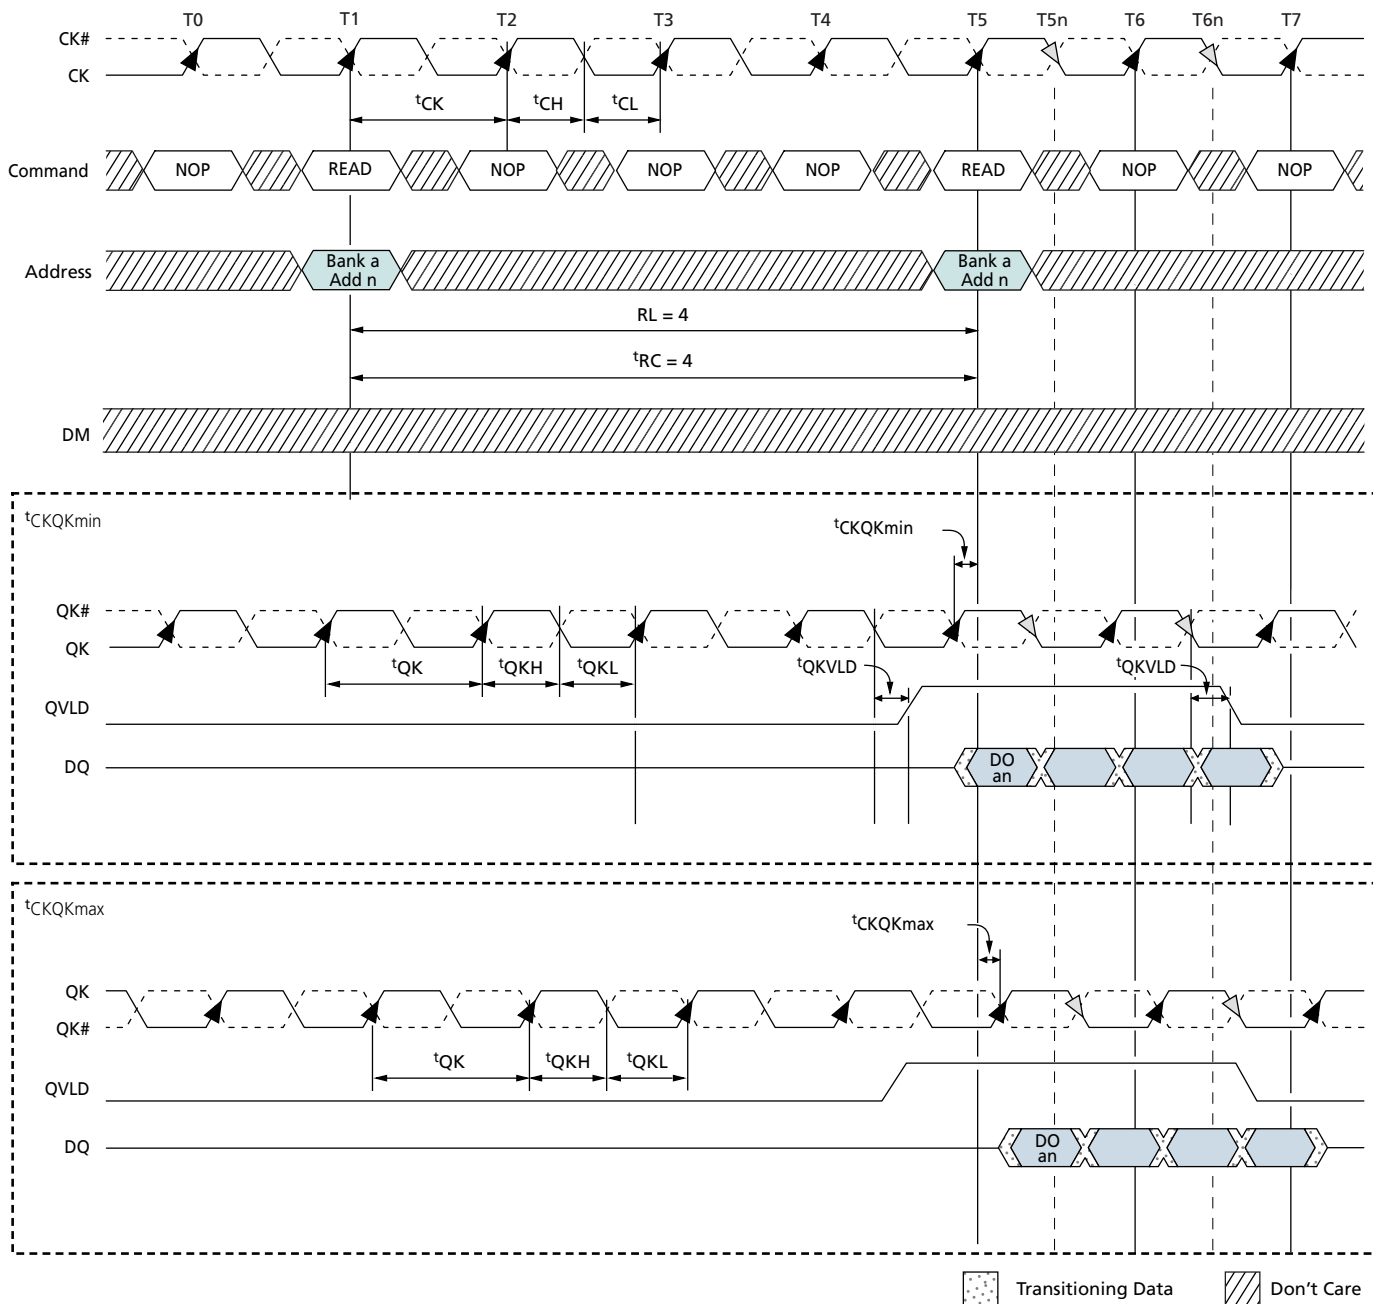 T0 T1 T2 T3 T4 T5 T5n T6 T6n T7
CK#
CK
tCK tCH tCL
Command NOP READ NOP NOP NOP READ NOP NOP
Address Bank a Add n Bank a Add n
RL = 4
tRC = 4
DM
tCKQKmin
tCKQKmin
QK#
QK
tQK tQKH tQKL tQKVLD tQKVLD
QVLD
DQ DO an
tCKQKmax
tCKQKmax
QK
QK#
tQK tQKH tQKL
QVLD
DQ DO an
Transitioning Data Don't Care